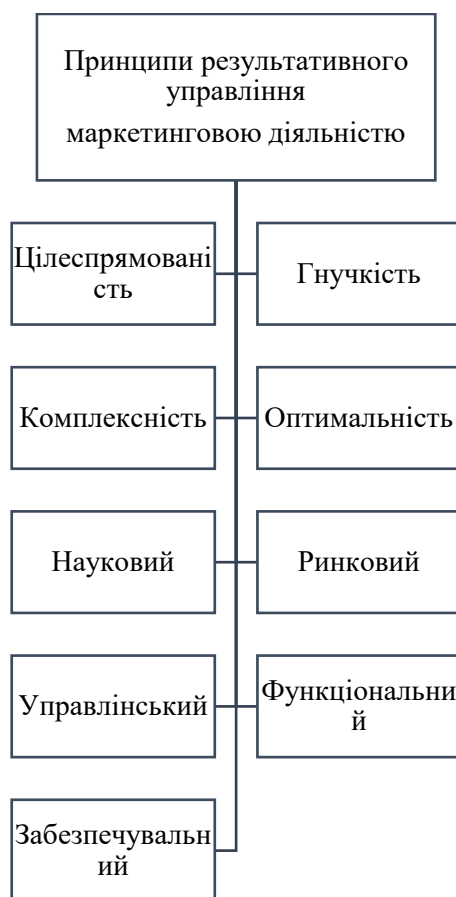 Принципи результативного
управління
маркетинговою діяльністю
Цілеспрямовані
сть
Гнучкість
Комплексність
Оптимальність
Науковий
Ринковий
Управлінський
Функціональни
й
Забезпечувальн
ий